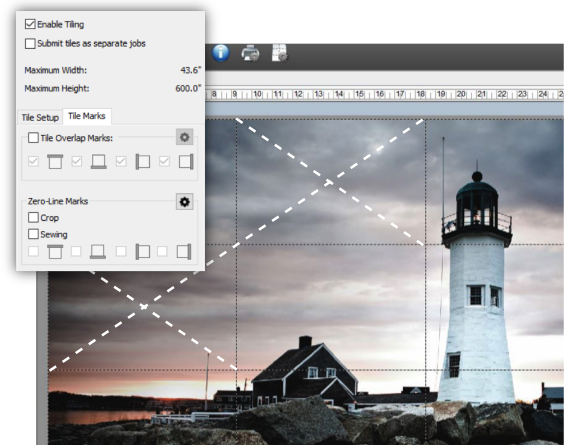 Enable Tiling
Submit tiles as separate jobs
Maximum Width: 43.6"
Maximum Height: 600.0"
Tile Setup Tile Marks
Tile Overlap Marks:
Zero-Line Marks
Crop
Sewing
8 9 10 11 12 13 14 15 16 17 18 19 20 21 22 23 24